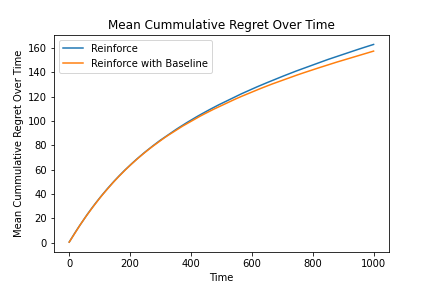 Mean Cummulative Regret Over Time
Reinforce
Reinforce with Baseline
Mean Cummulative Regret Over Time
160
140
120
100
80
60
40
20
0
0 200 400 600 800 1000
Time